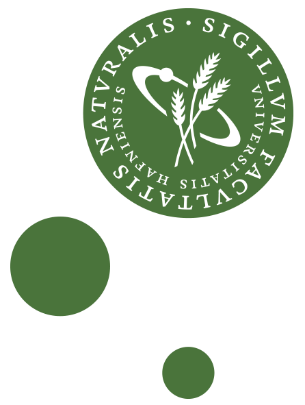 SIGILLVM FACVLTATIS NATVRALIS ·
VNIVERSITATIS HAFNIENSIS